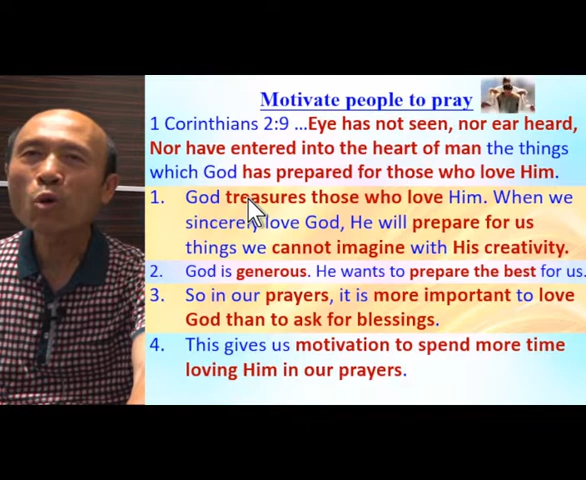 Motivate people to pray
1 Corinthians 2:9 ...Eye has not seen, nor ear heard,
Nor have entered into the heart of man the things
which God has prepared for those who love Him.
1. God treasures those who love Him. When we
sincerely love God, He will prepare for us
things we cannot imagine with His creativity.
2. God is generous. He wants to prepare the best for us.
3. So in our prayers, it is more important to love
God than to ask for blessings.
4. This gives us motivation to spend more time
loving Him in our prayers.